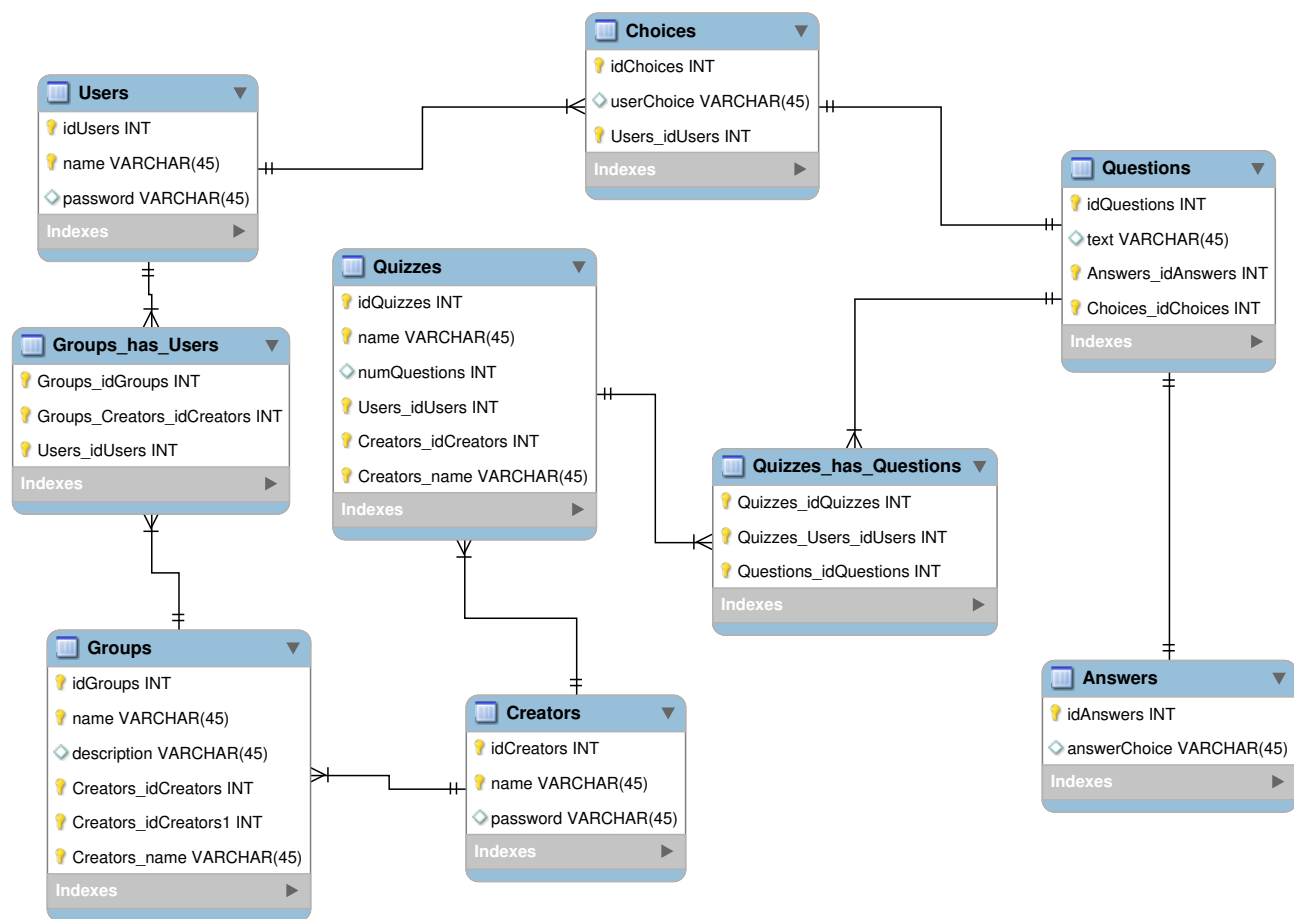 Choices
idChoices INT
userChoice VARCHAR(45)
Users_idUsers INT
Indexes
Users
idUsers INT
name VARCHAR(45)
password VARCHAR(45)
Indexes
Questions
idQuestions INT
text VARCHAR(45)
Answers_idAnswers INT
Choices_idChoices INT
Indexes
Quizzes
idQuizzes INT
name VARCHAR(45)
numQuestions INT
Users_idUsers INT
Creators_idCreators INT
Creators_name VARCHAR(45)
Indexes
Groups_has_Users
Groups_idGroups INT
Groups_Creators_idCreators INT
Users_idUsers INT
Indexes
Quizzes_has_Questions
Quizzes_idQuizzes INT
Quizzes_Users_idUsers INT
Questions_idQuestions INT
Indexes
Groups
idGroups INT
name VARCHAR(45)
description VARCHAR(45)
Creators_idCreators INT
Creators_idCreators1 INT
Creators_name VARCHAR(45)
Indexes
Creators
idCreators INT
name VARCHAR(45)
password VARCHAR(45)
Indexes
Answers
idAnswers INT
answerChoice VARCHAR(45)
Indexes